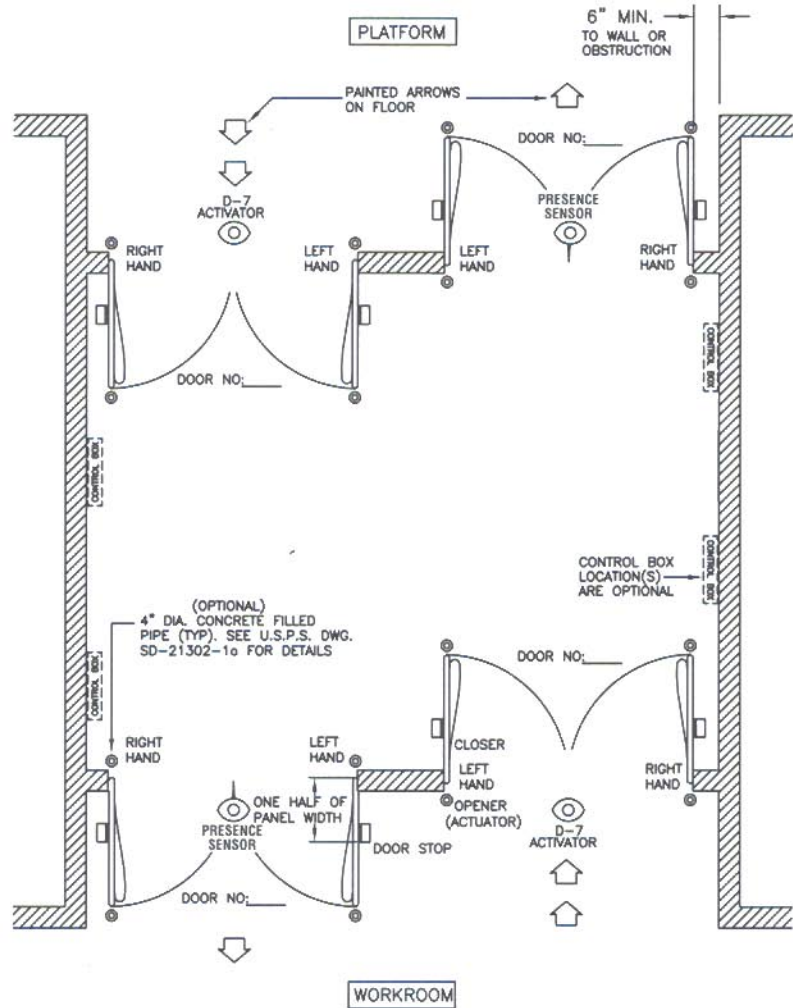 PLATFORM
6" MIN.
TO WALL OR
OBSTRUCTION
PAINTED ARROWS
ON FLOOR
DOOR NO:
D-7
ACTIVATOR
PRESENCE
SENSOR
RIGHT
HAND
LEFT
HAND
LEFT
HAND
RIGHT
HAND
DOOR NO:
CONTROL BOX
CONTROL BOX
CONTROL BOX
CONTROL BOX
LOCATION(S)
ARE OPTIONAL
(OPTIONAL)
4" DIA. CONCRETE FILLED
PIPE (TYP). SEE U.S.P.S. DWG.
SD-21302-1a FOR DETAILS
CONTROL BOX
DOOR NO:
RIGHT
HAND
LEFT
HAND
CLOSER
LEFT
HAND
RIGHT
HAND
ONE HALF OF
PANEL WIDTH
OPENER
(ACTUATOR)
PRESENCE
SENSOR
DOOR STOP
D-7
ACTIVATOR
DOOR NO:
WORKROOM